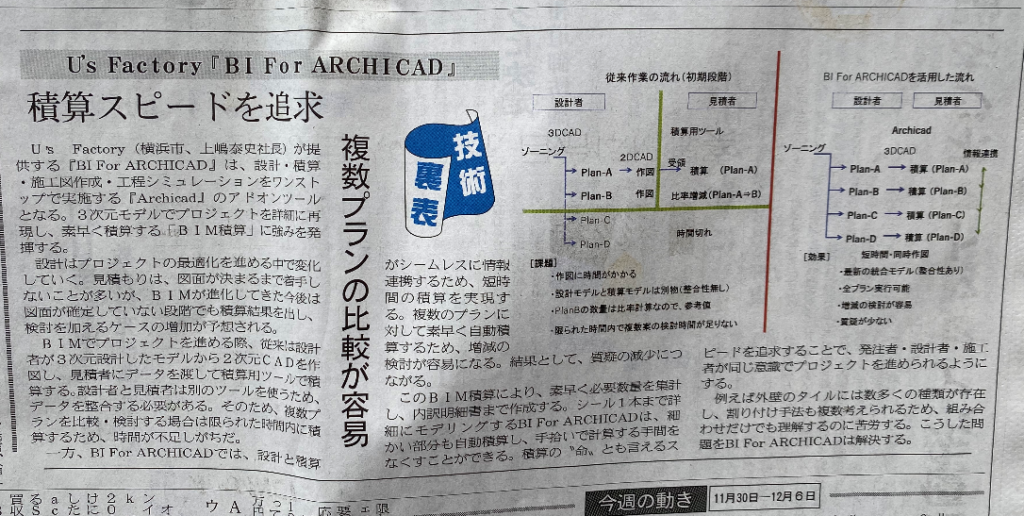 U's Factory『BI For ARCHICAD』
積算スピードを追求
複数プランの比較が容易
技術
裏表
U's Factory（横浜市、上嶋泰史社長）が提
供する『BI For ARCHICAD』は、設計・積算
・施工図作成・工程シミュレーションをワンスト
ップで実施する『Archicad』のアドオンツール
となる。３次元モデルでプロジェクトを詳細に再
現し、素早く積算する「ＢＩＭ積算」に強みを発
揮する。
設計はプロジェクトの最適化を進める中で変化
していく。見積もりは、図面が決まるまで着手し
ないことが多いが、ＢＩＭが進化してきた今後は
図面が確定していない段階でも積算結果を出し、
検討を加えるケースの増加が予想される。
ＢＩＭでプロジェクトを進める際、従来は設計
者が３次元設計したモデルから２次元ＣＡＤを作
図し、見積者にデータを渡して積算用ツールで積
算する。設計者と見積者は別のツールを使うため、
データを整合する必要がある。そのため、複数プ
ランを比較・検討する場合は限られた時間内に積
算するため、時間が不足しがちだ。
一方、BI For ARCHICADでは、設計と積算
がシームレスに情報
連携するため、短時
間の積算を実現す
る。複数のプランに
対して素早く自動積
算するため、増減の
検討が容易になる。結果として、質疑の減少につ
ながる。
このＢＩＭ積算により、素早く必要数量を集計
し、内訳明細書まで作成する。シール１本まで詳
細にモデリングするBI For ARCHICADは、細
かい部分も自動積算し、手拾いで計算する手間を
なくすことができる。積算の〝命〟とも言えるス
ピードを追求することで、発注者・設計者・施工
者が同じ意識でプロジェクトを進められるように
する。
例えば外壁のタイルには数多くの種類が存在
し、割り付け手法も複数考えられるため、組み合
わせだけでも理解するのに苦労する。こうした問
題をBI For ARCHICADは解決する。
従来作業の流れ（初期段階）
設計者
見積者
3DCAD
積算用ツール
ゾーニング
2DCAD
受領
Plan-A
作図
積算 （Plan-A）
Plan-B
作図
比率増減（Plan-A⇒B）
Plan-C
時間切れ
Plan-D
【課題】
・作図に時間がかかる
・設計モデルと積算モデルは別物（整合性無し）
・PlanBの数量は比率計算なので、参考値
・限られた時間内で複数案の検討時間が足りない
BI For ARCHICADを活用した流れ
設計者
見積者
Archicad
ゾーニング
3DCAD
情報連携
Plan-A
積算（Plan-A）
Plan-B
積算（Plan-B）
Plan-C
積算（Plan-C）
Plan-D
積算（Plan-D）
【効果】
短時間・同時作図
・最新の統合モデル（整合性あり）
・全プラン実行可能
・増減の検討が容易
・質疑が少ない
今週の動き
11月30日―12月６日